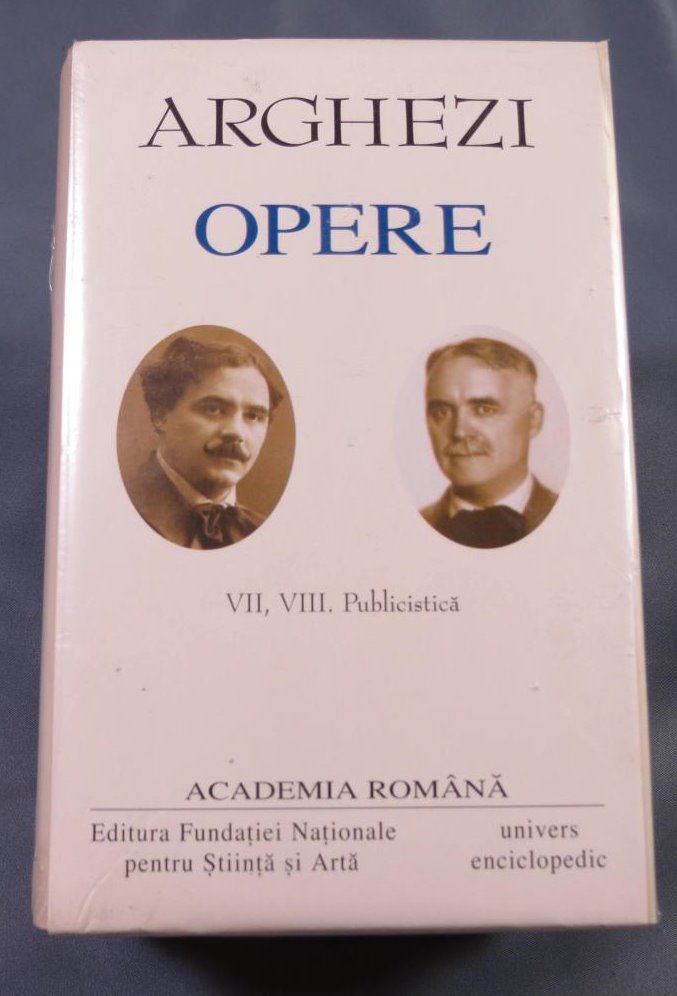 ARGHEZI
OPERE
VII, VIII. Publicistică
ACADEMIA ROMÂNĂ
Editura Fundației Naționale
pentru Știință și Artă
univers
enciclopedic